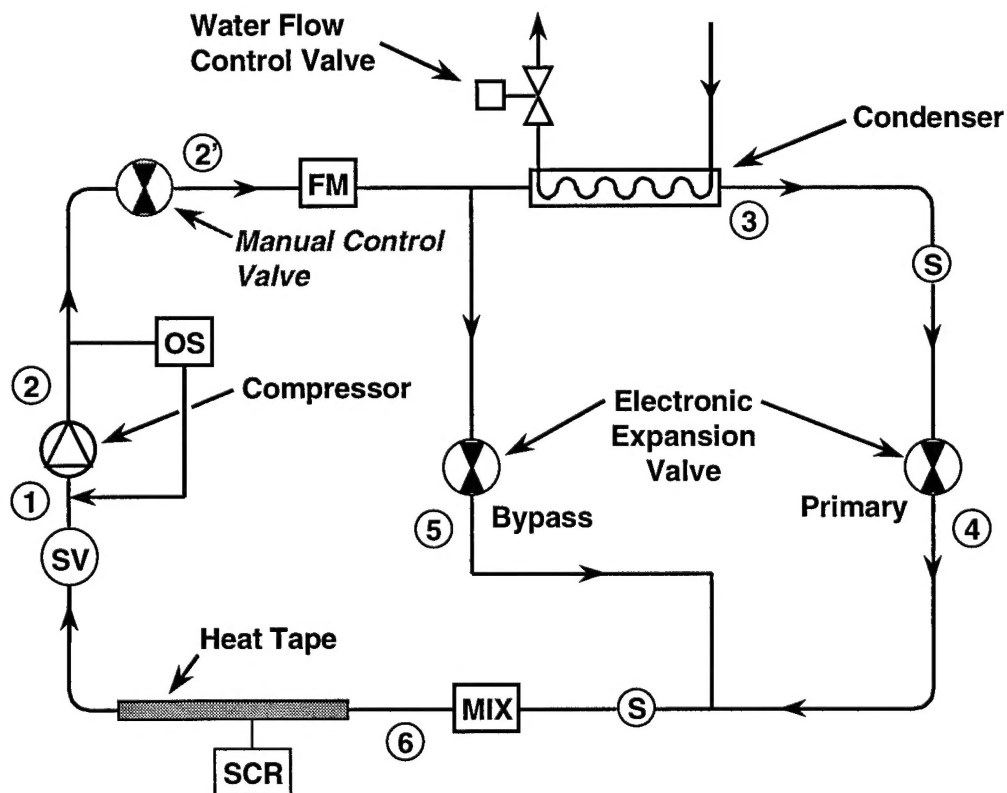 Water Flow
Control Valve
Condenser
2'
FM
3
Manual Control
Valve
S
OS
2
Compressor
Electronic
Expansion
Valve
1
Bypass
Primary
5
4
SV
Heat Tape
MIX
S
6
SCR